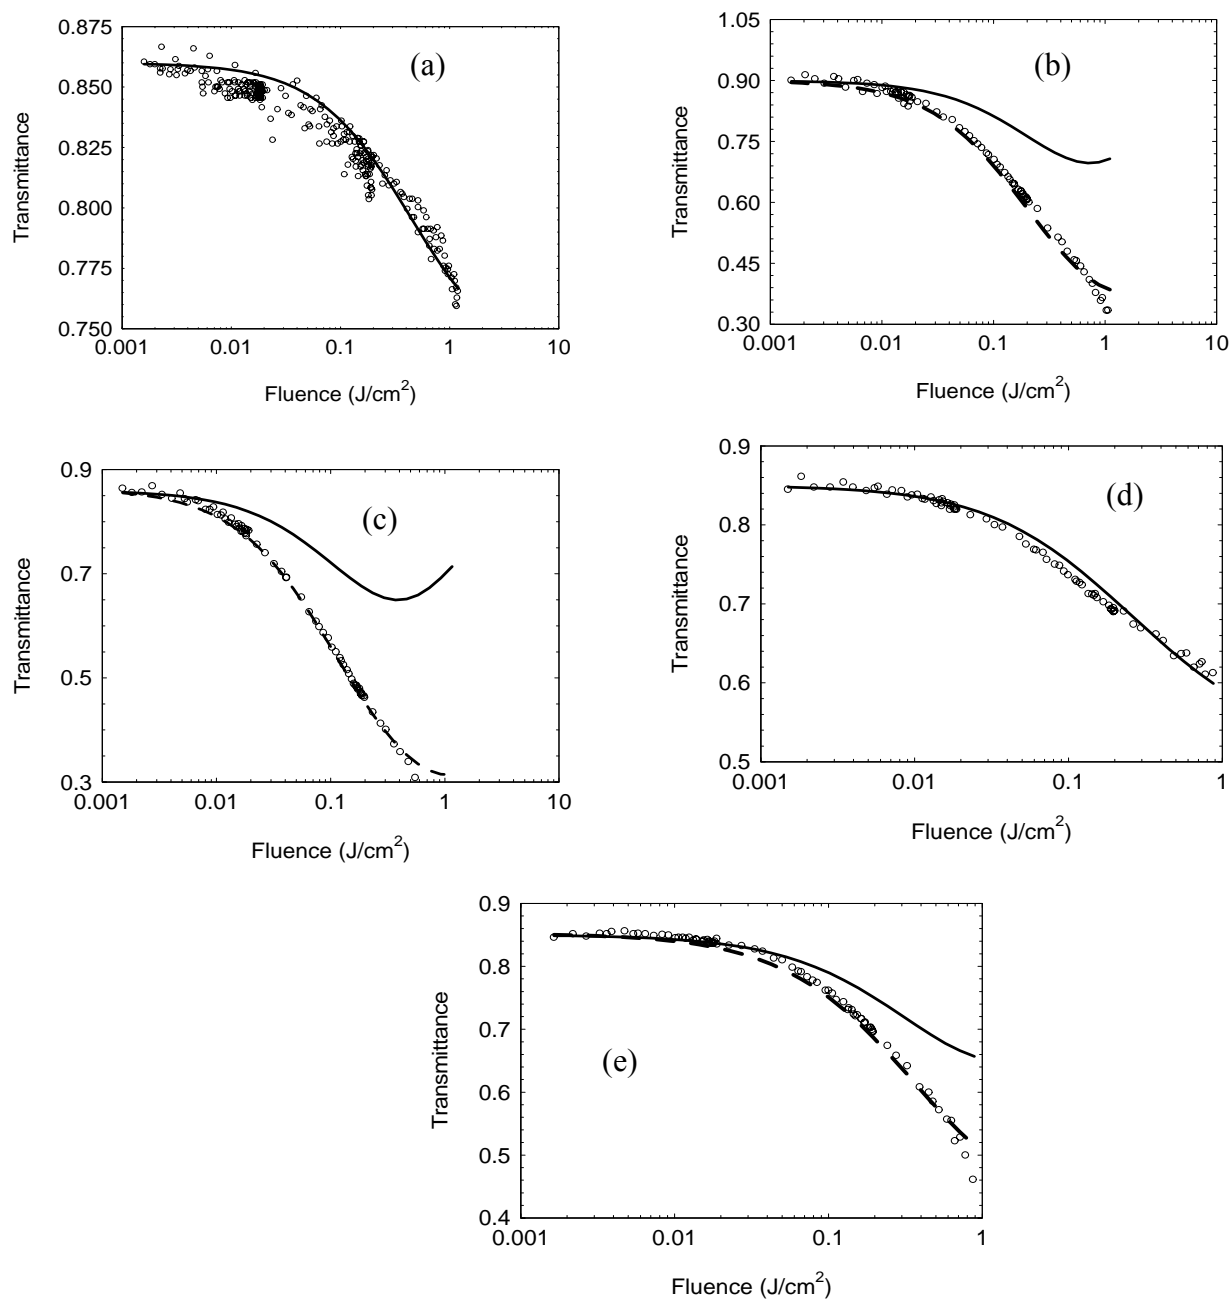 0.875
0.850
0.825
0.800
0.775
0.750
Transmittance
(a)
0.001 0.01 0.1 1 10
Fluence (J/cm²)
1.05
0.90
0.75
0.60
0.45
0.30
Transmittance
(b)
0.001 0.01 0.1 1 10
Fluence (J/cm²)
0.9
0.7
0.5
0.3
Transmittance
(c)
0.001 0.01 0.1 1 10
Fluence (J/cm²)
0.9
0.8
0.7
0.6
0.5
Transmittance
(d)
0.001 0.01 0.1 1
Fluence (J/cm²)
0.9
0.8
0.7
0.6
0.5
0.4
Transmittance
(e)
0.001 0.01 0.1 1
Fluence (J/cm²)